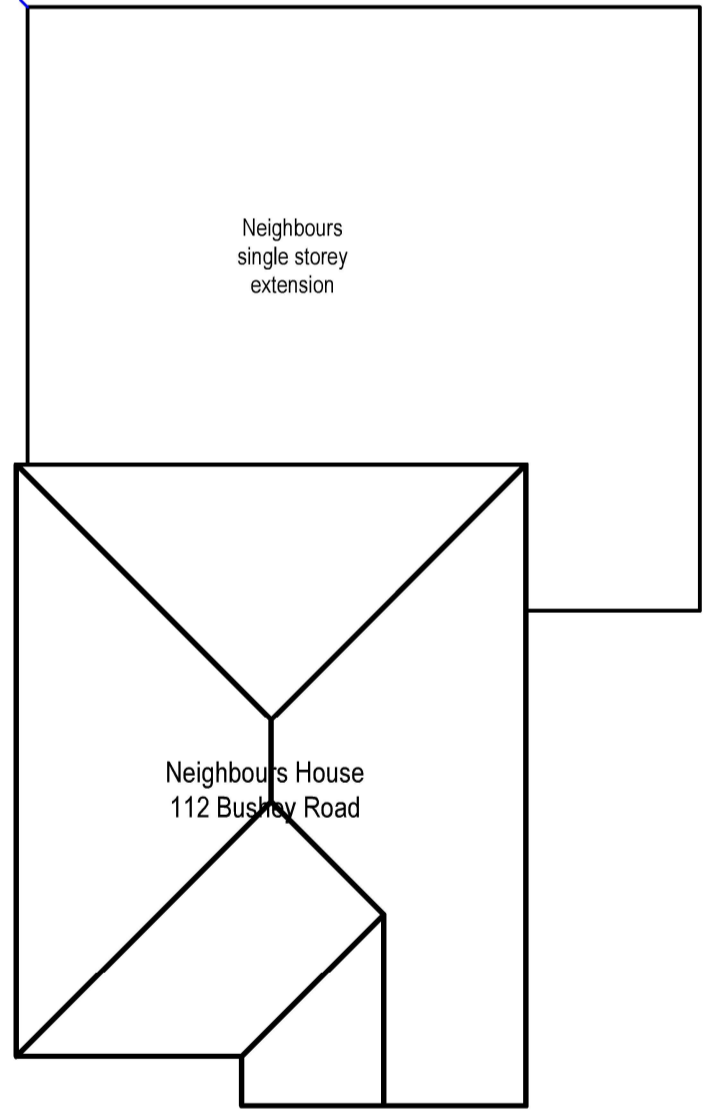 Neighbours
single storey
extension
Neighbours House
112 Bushey Road